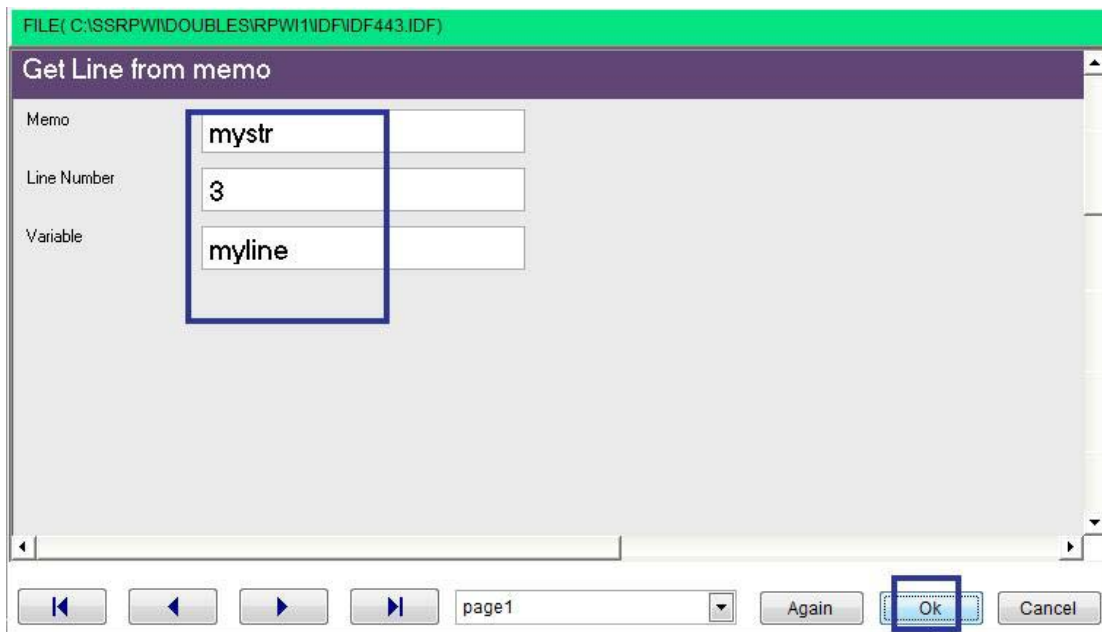 FILE( C:\SSRPWI\DOUBLES\RPWI1\IDF\IDF443.IDF)
Get Line from memo
Memo
mystr
Line Number
3
Variable
myline
page1
Again
Ok
Cancel